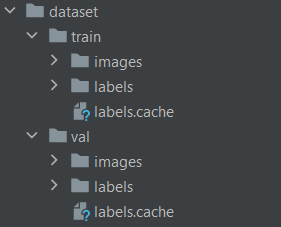 dataset
train
images
labels
labels.cache
val
images
labels
labels.cache